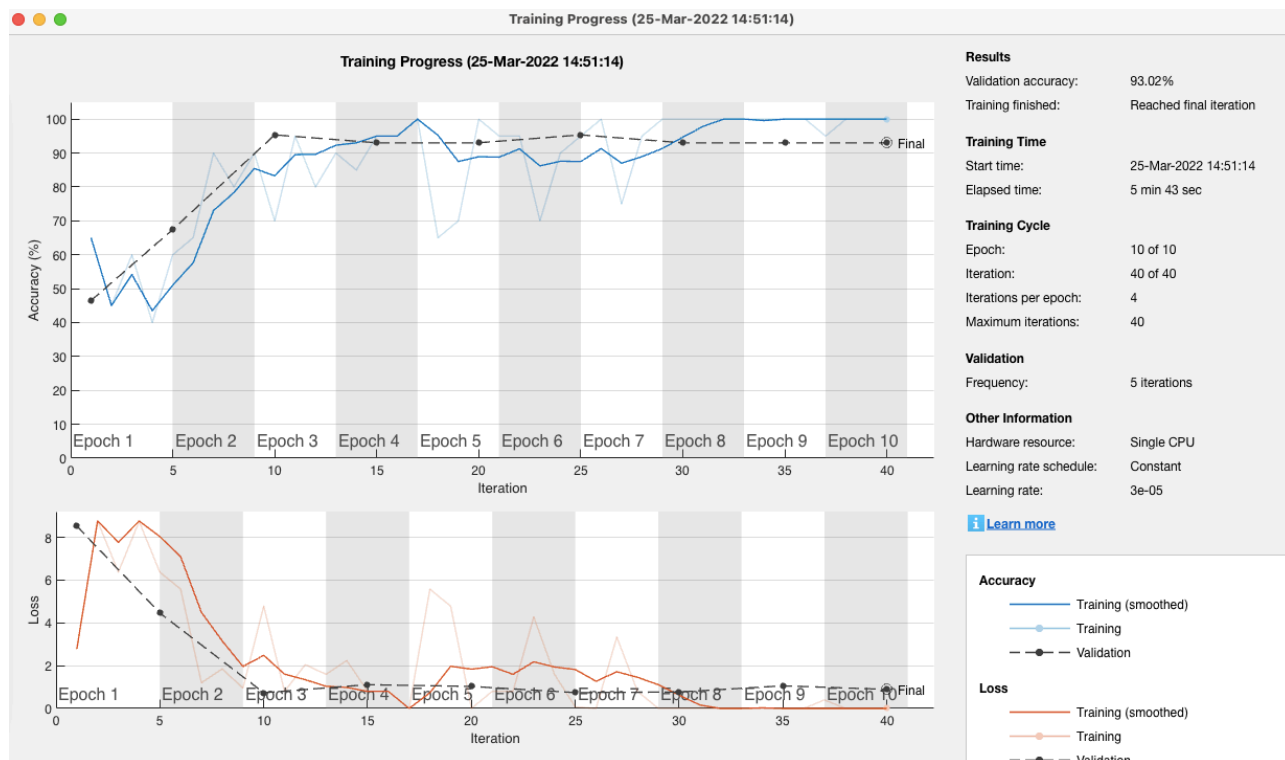 Training Progress (25-Mar-2022 14:51:14)
Training Progress (25-Mar-2022 14:51:14)
100
90
80
70
60
50
40
30
20
10
0
Accuracy (%)
Epoch 1 Epoch 2 Epoch 3 Epoch 4 Epoch 5 Epoch 6 Epoch 7 Epoch 8 Epoch 9 Epoch 10
Final
0 5 10 15 20 25 30 35 40
Iteration
8
6
4
2
0
Loss
Epoch 1 Epoch 2 Epoch 3 Epoch 4 Epoch 5 Epoch 6 Epoch 7 Epoch 8 Epoch 9 Epoch 10
Final
0 5 10 15 20 25 30 35 40
Iteration
Results
Validation accuracy: 93.02%
Training finished: Reached final iteration
Training Time
Start time: 25-Mar-2022 14:51:14
Elapsed time: 5 min 43 sec
Training Cycle
Epoch: 10 of 10
Iteration: 40 of 40
Iterations per epoch: 4
Maximum iterations: 40
Validation
Frequency: 5 iterations
Other Information
Hardware resource: Single CPU
Learning rate schedule: Constant
Learning rate: 3e-05
i Learn more
Accuracy
Training (smoothed)
Training
Validation
Loss
Training (smoothed)
Training
Validation